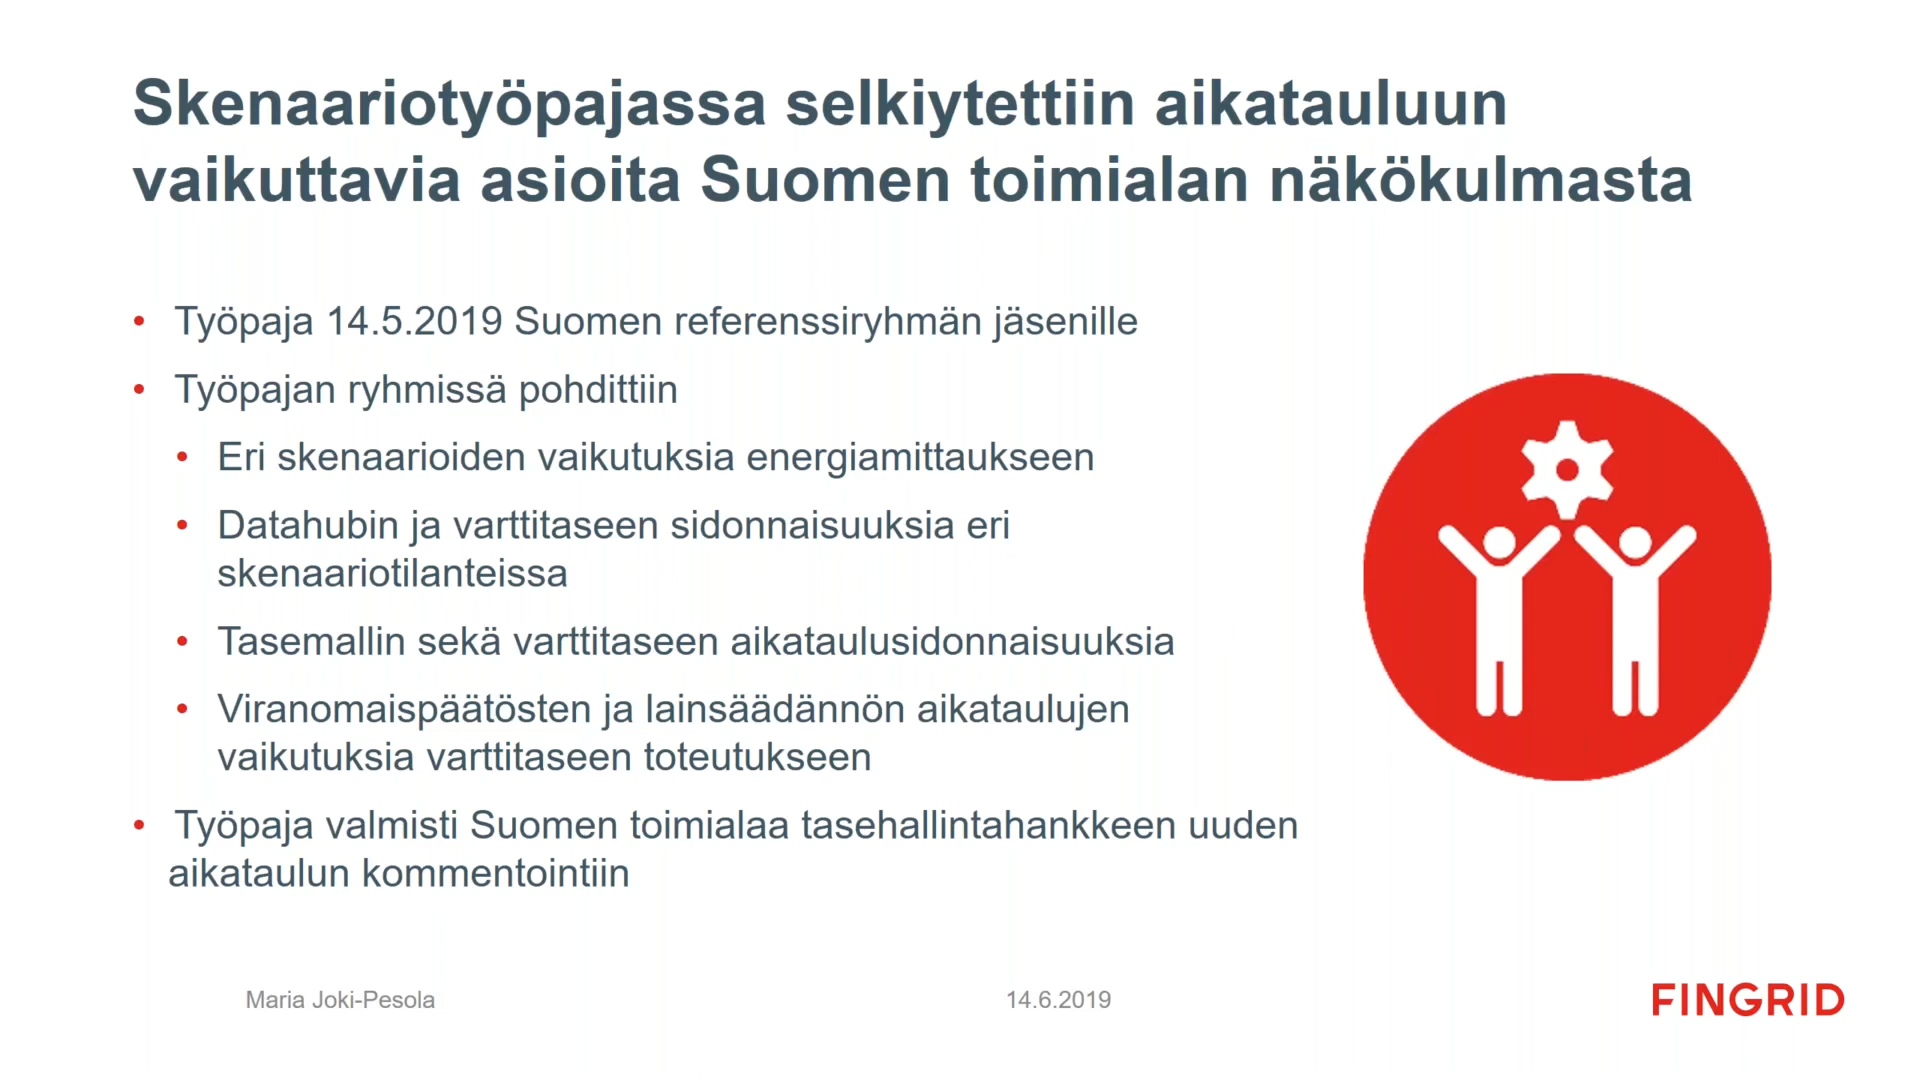 Skenaariotyöpajassa selkiytettiin aikatauluun
vaikuttavia asioita Suomen toimialan näkökulmasta
• Työpaja 14.5.2019 Suomen referenssiryhmän jäsenille
• Työpajan ryhmissä pohdittiin
• Eri skenaarioiden vaikutuksia energiamittaukseen
• Datahubin ja varttitaseen sidonnaisuuksia eri
skenaariotilanteissa
• Tasemallin sekä varttitaseen aikataulusidonnaisuuksia
• Viranomaispäätösten ja lainsäädännön aikataulujen
vaikutuksia varttitaseen toteutukseen
• Työpaja valmisti Suomen toimialaa tasehallintahankkeen uuden
aikataulun kommentointiin
Maria Joki-Pesola
14.6.2019
FINGRID